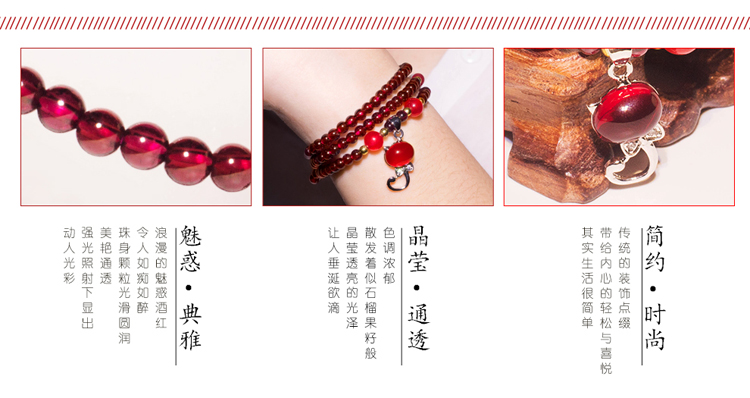 魅惑·典雅
浪漫的魅惑酒红
令人如痴如醉
珠身颗粒光滑圆润
美艳通透
强光照射下显出
动人光彩
晶莹·通透
色调浓郁
散发着似石榴果籽般
晶莹透亮的光泽
让人垂涎欲滴
简约·时尚
传统的装饰点缀
带给内心的轻松与喜悦
其实生活很简单